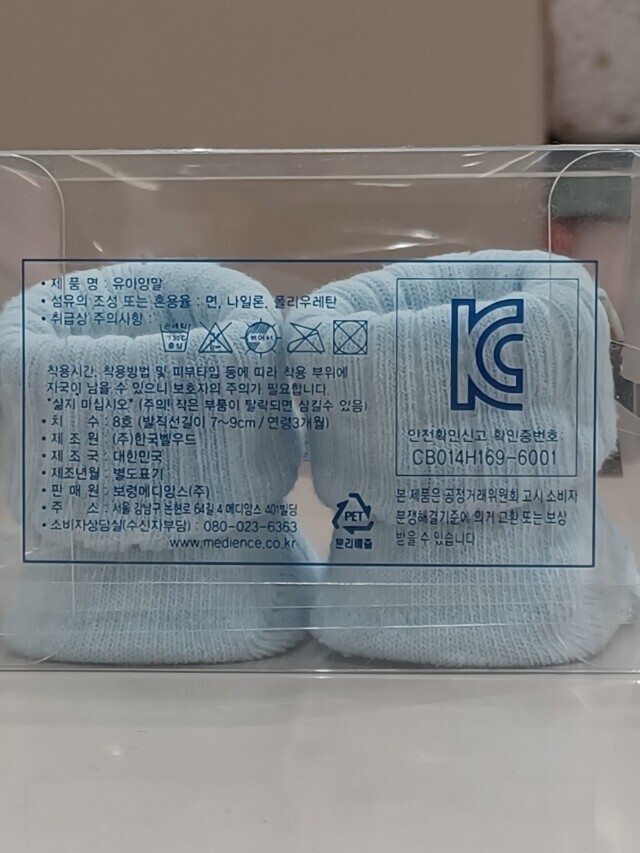 • 제 품 명 : 유아양말
• 섬유의 조성 또는 혼용율 : 면, 나일론, 폴리우레탄
• 취급상 주의사항 :
착용시간, 착용방법 및 피부타입 등에 따라 착용 부위에
자국이 남을 수 있으니 보호자의 주의가 필요합니다.
"삼키지 마십시오" (주의! 작은 부품이 탈락되면 삼킬수 있음)
• 치 수 : 8호 (발직선길이 7~9cm / 연령3개월)
• 제 조 원 : (주)한국벨우드
• 제 조 국 : 대한민국
• 제조년월 : 별도표기
• 판 매 원 : 보령메디앙스(주)
• 주 소 : 서울 강남구 논현로 64길 4 메디앙스 401빌딩
• 소비자상담실(수신자부담) : 080-023-6363
www.medience.co.kr
PET
분리배출
KC
안전확인신고 확인증번호
CB014H169-6001
본 제품은 공정거래위원회 고시 소비자
분쟁해결기준에 의거 교환 또는 보상
받을 수 있습니다.